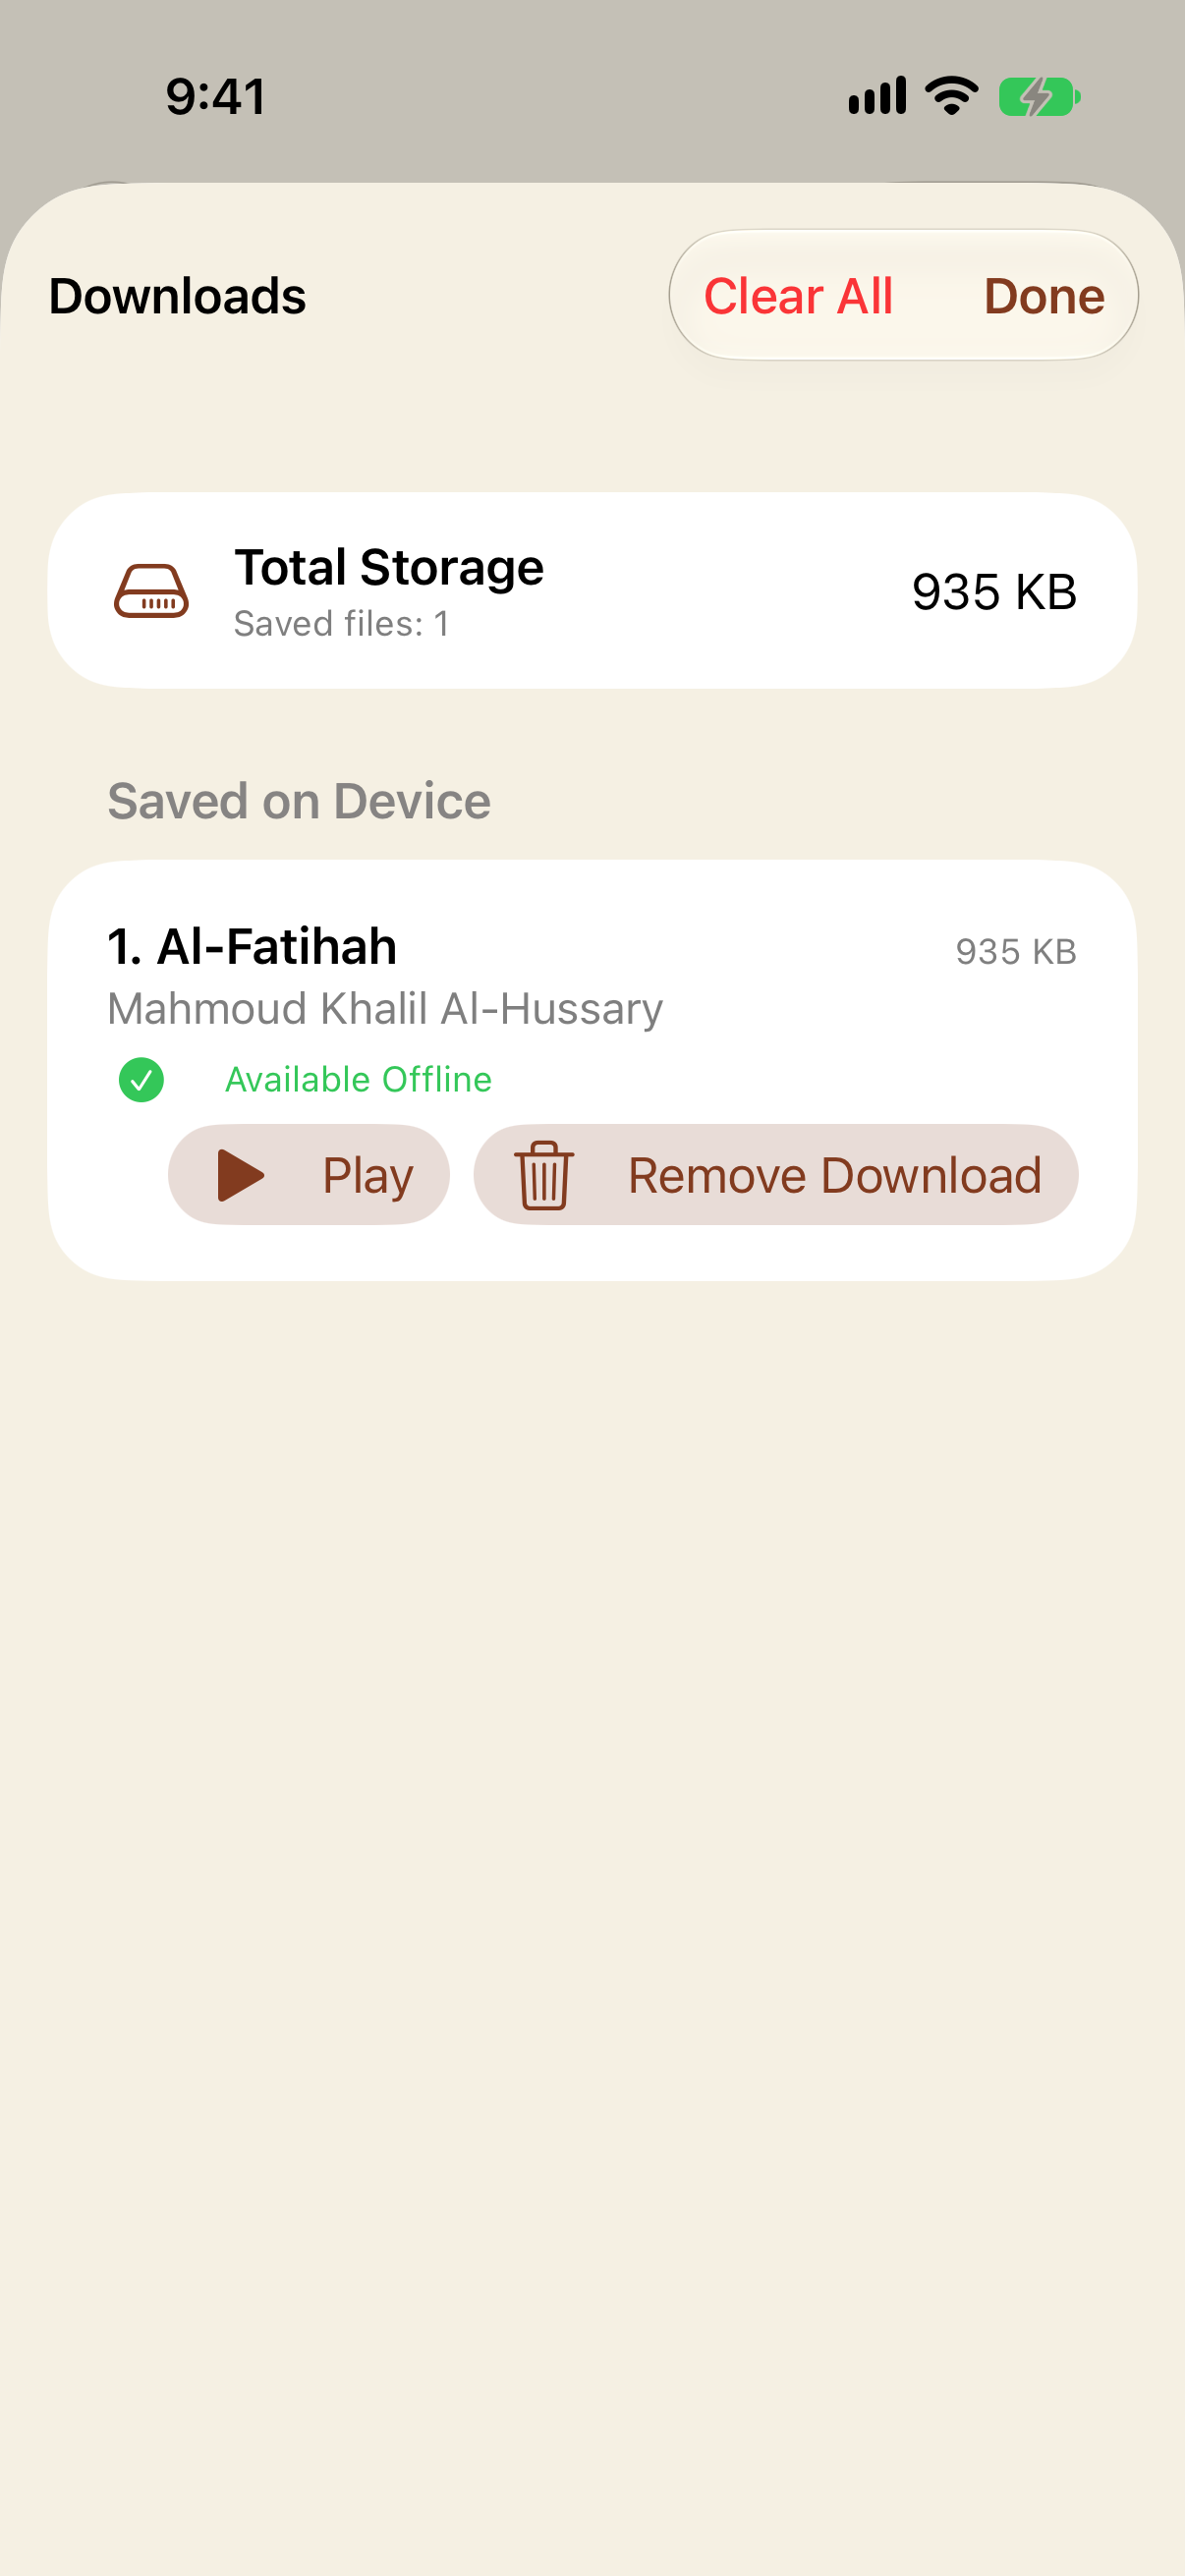 9:41
Downloads
Clear All
Done
Total Storage
Saved files: 1
935 KB
Saved on Device
1. Al-Fatihah
935 KB
Mahmoud Khalil Al-Hussary
Available Offline
Play
Remove Download